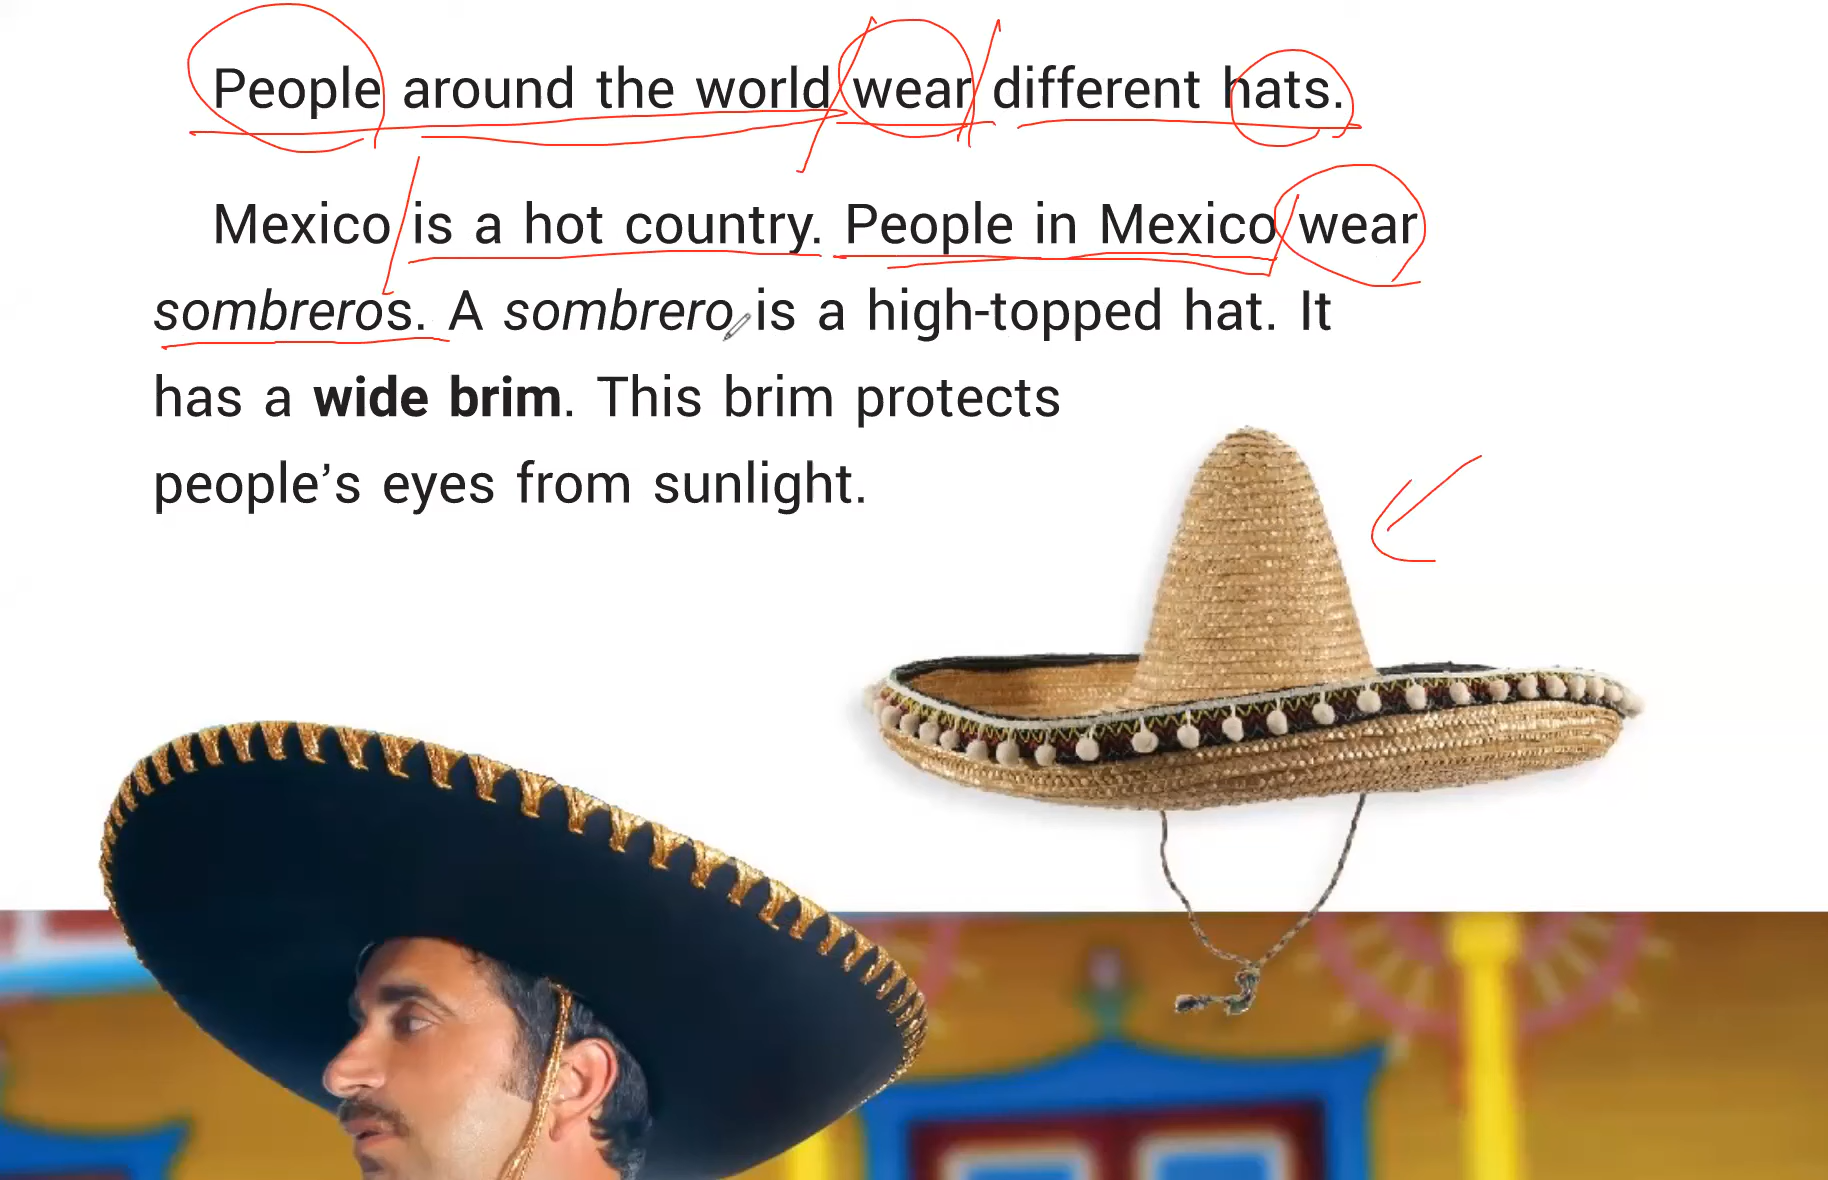 People around the world wear different hats.
Mexico is a hot country. People in Mexico wear
sombreros. A sombrero is a high-topped hat. It
has a wide brim. This brim protects
people's eyes from sunlight.